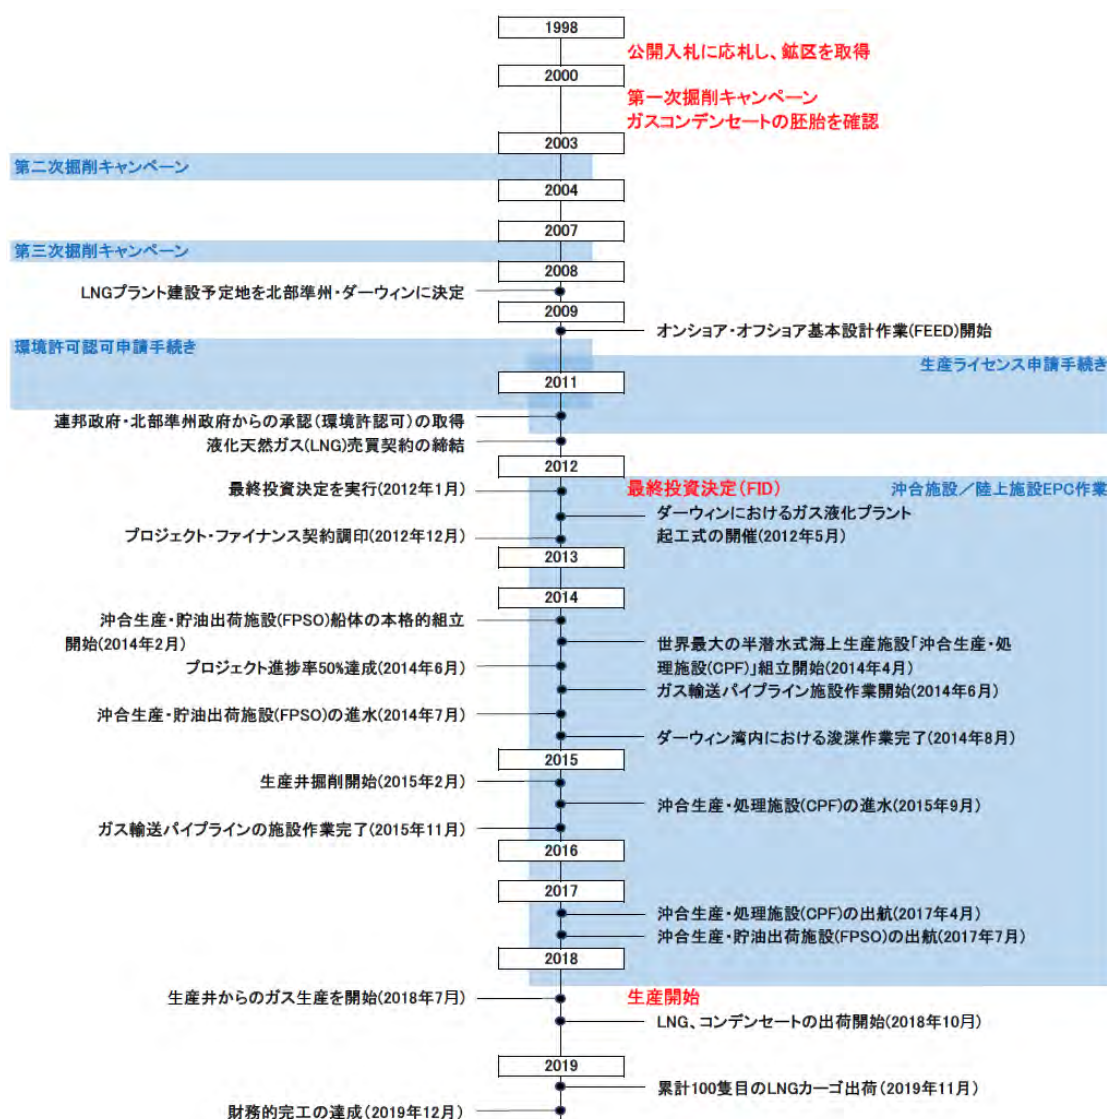 1998
公開入札に応札し、鉱区を取得
2000
第一次掘削キャンペーン
ガスコンデンセートの胚胎を確認
2003
第二次掘削キャンペーン
2004
2007
第三次掘削キャンペーン
2008
LNGプラント建設予定地を北部準州・ダーウィンに決定
2009
オンショア・オフショア基本設計作業(FEED)開始
環境許可認可申請手続き
生産ライセンス申請手続き
2011
連邦政府・北部準州政府からの承認(環境許認可)の取得
液化天然ガス(LNG)売買契約の締結
2012
最終投資決定を実行(2012年1月)
最終投資決定(FID)
沖合施設/陸上施設EPC作業
ダーウィンにおけるガス液化プラント
起工式の開催(2012年5月)
プロジェクト・ファイナンス契約調印(2012年12月)
2013
2014
沖合生産・貯油出荷施設(FPSO)船体の本格的組立
開始(2014年2月)
世界最大の半潜水式海上生産施設「沖合生産・処
理施設(CPF)」組立開始(2014年4月)
プロジェクト進捗率50%達成(2014年6月)
ガス輸送パイプライン施設作業開始(2014年6月)
沖合生産・貯油出荷施設(FPSO)の進水(2014年7月)
ダーウィン湾内における浚渫作業完了(2014年8月)
2015
生産井掘削開始(2015年2月)
沖合生産・処理施設(CPF)の進水(2015年9月)
ガス輸送パイプラインの施設作業完了(2015年11月)
2016
2017
沖合生産・処理施設(CPF)の出航(2017年4月)
沖合生産・貯油出荷施設(FPSO)の出航(2017年7月)
2018
生産井からのガス生産を開始(2018年7月)
生産開始
LNG、コンデンセートの出荷開始(2018年10月)
2019
累計100隻目のLNGカーゴ出荷(2019年11月)
財務的完工の達成(2019年12月)